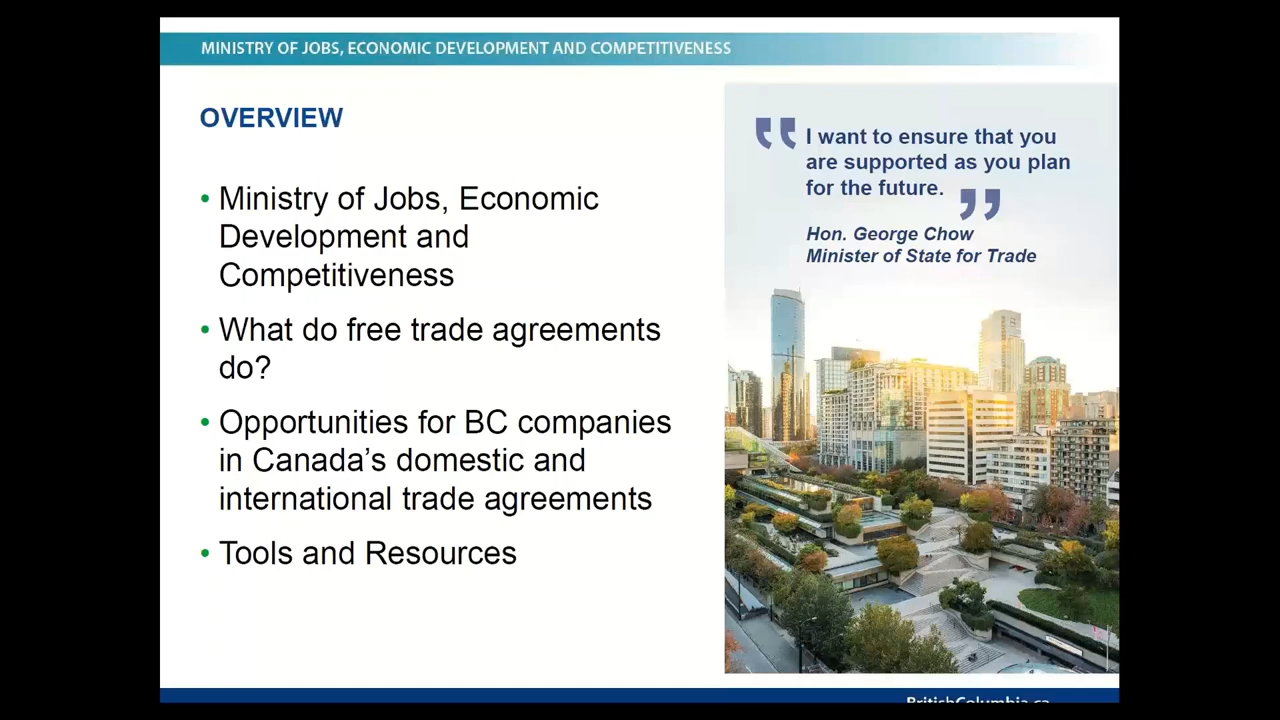 MINISTRY OF JOBS, ECONOMIC DEVELOPMENT AND COMPETITIVENESS
OVERVIEW
• Ministry of Jobs, Economic
Development and
Competitiveness
• What do free trade agreements
do?
• Opportunities for BC companies
in Canada’s domestic and
international trade agreements
• Tools and Resources
❜❜ I want to ensure that you
are supported as you plan
for the future. ❜❜
Hon. George Chow
Minister of State for Trade
BritishColumbia.ca